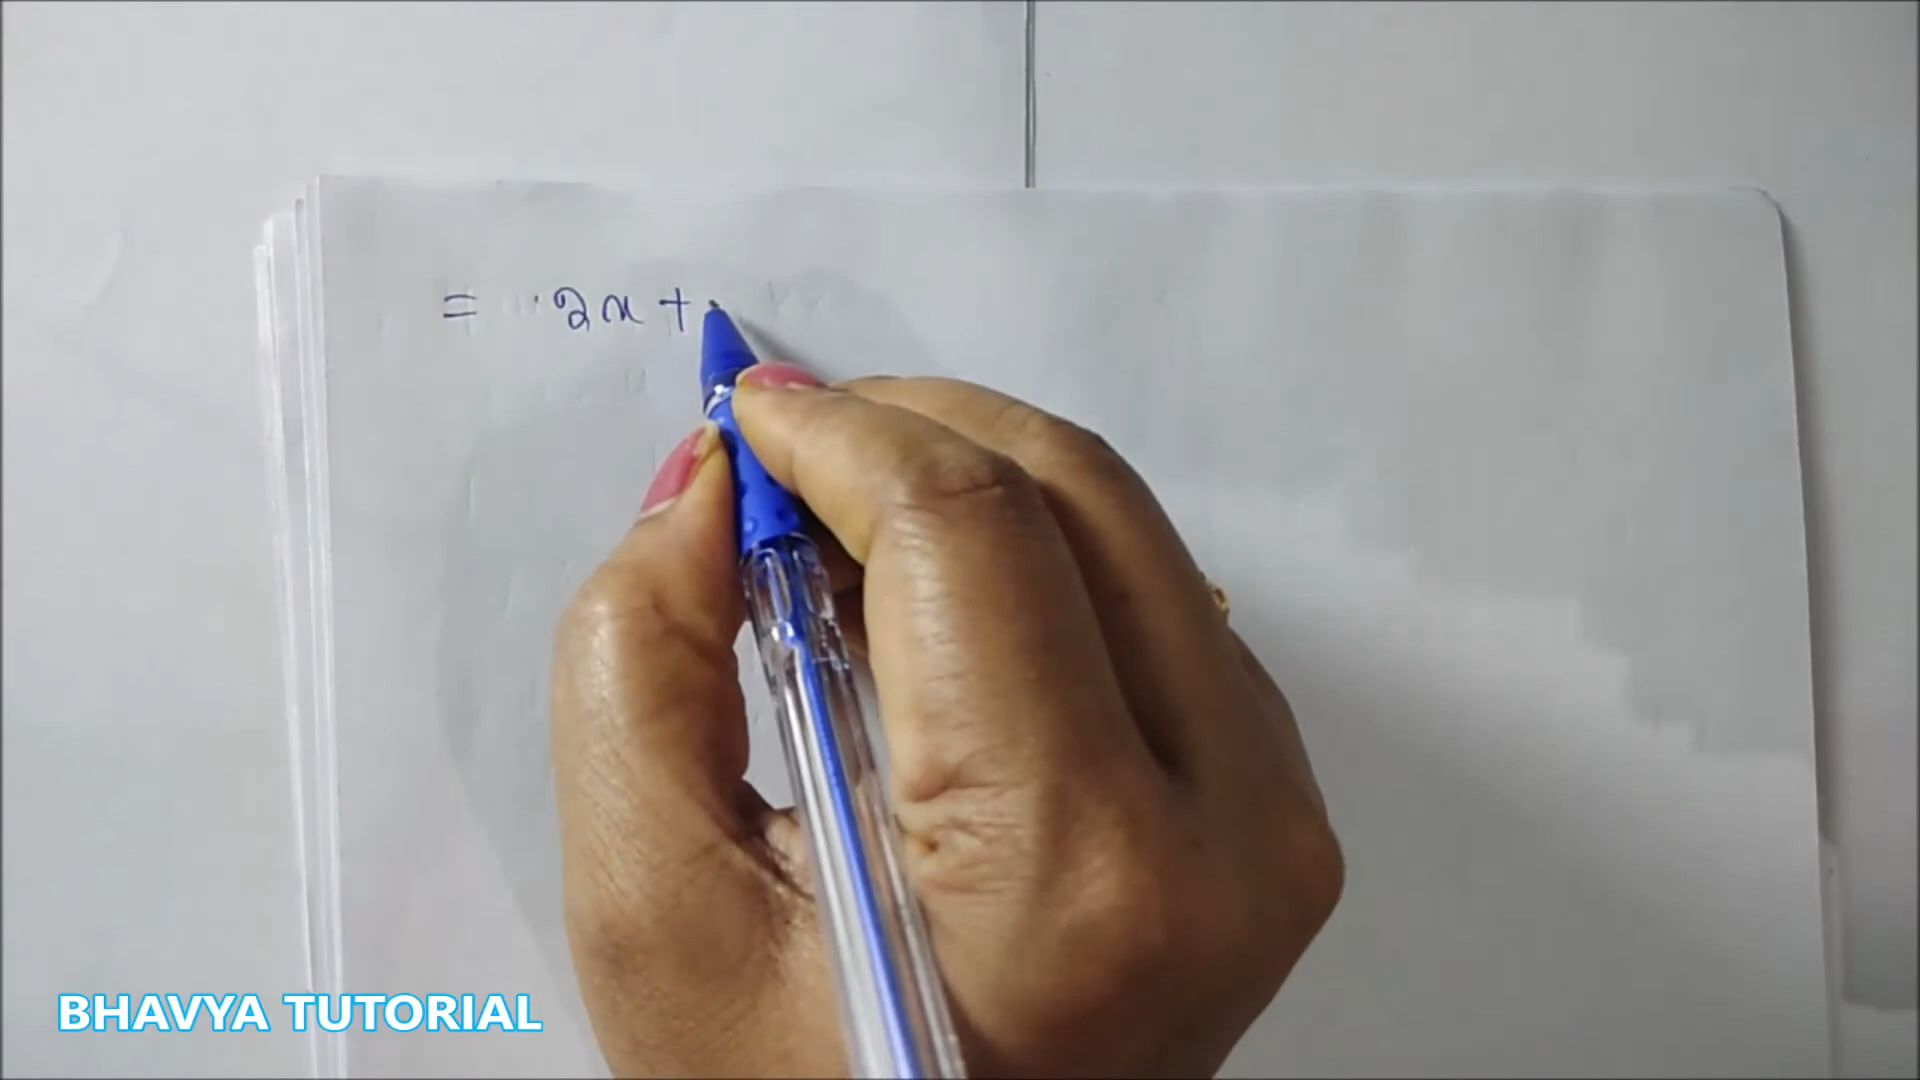 = 2x +
BHAVYA TUTORIAL